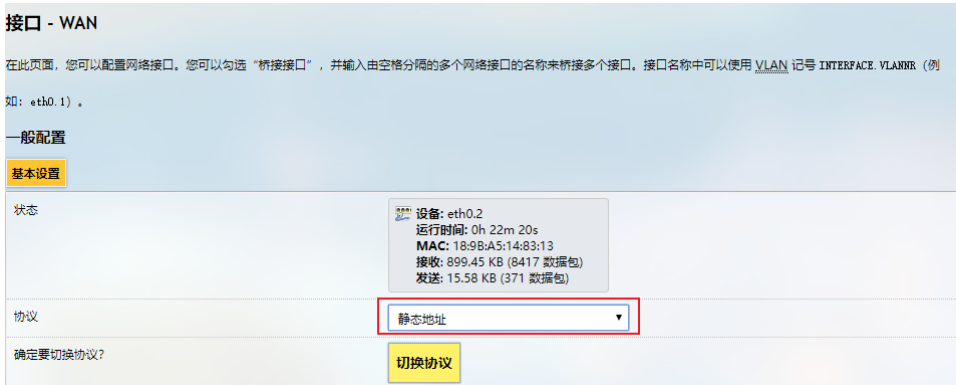 接口 - WAN
在此页面，您可以配置网络接口。您可以勾选“桥接接口”，并输入由空格分隔的多个网络接口的名称来桥接多个接口。接口名称中可以使用 VLAN 记号 INTERFACE.VLANNR（例
如：eth0.1）。
一般配置
基本设置
状态
设备: eth0.2
运行时间: 0h 22m 20s
MAC: 18:9B:A5:14:83:13
接收: 899.45 KB (8417 数据包)
发送: 15.58 KB (371 数据包)
协议
静态地址
确定要切换协议?
切换协议